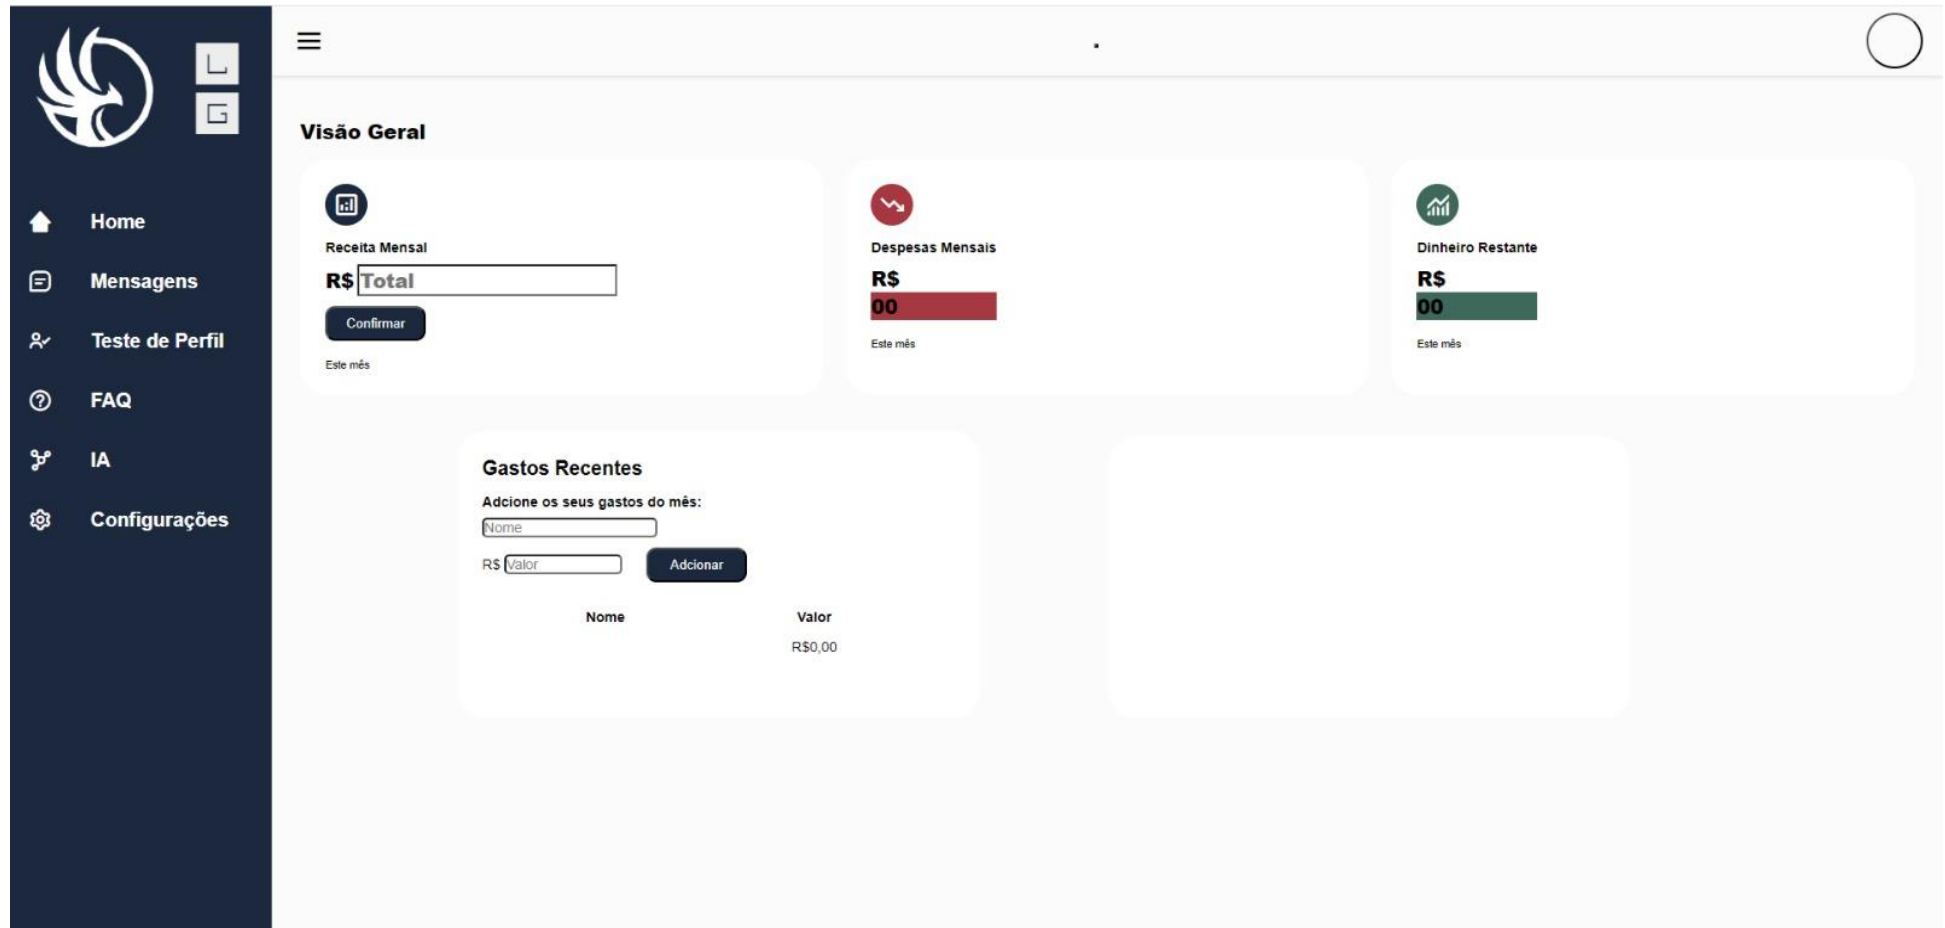 L
G
Home
Mensagens
Teste de Perfil
FAQ
IA
Configurações
.
Visão Geral
Receita Mensal
R$ Total
Confirmar
Este mês
Despesas Mensais
R$
00
Este mês
Dinheiro Restante
R$
00
Este mês
Gastos Recentes
Adcione os seus gastos do mês:
Nome
R$ Valor
Adcionar
Nome Valor
R$0,00